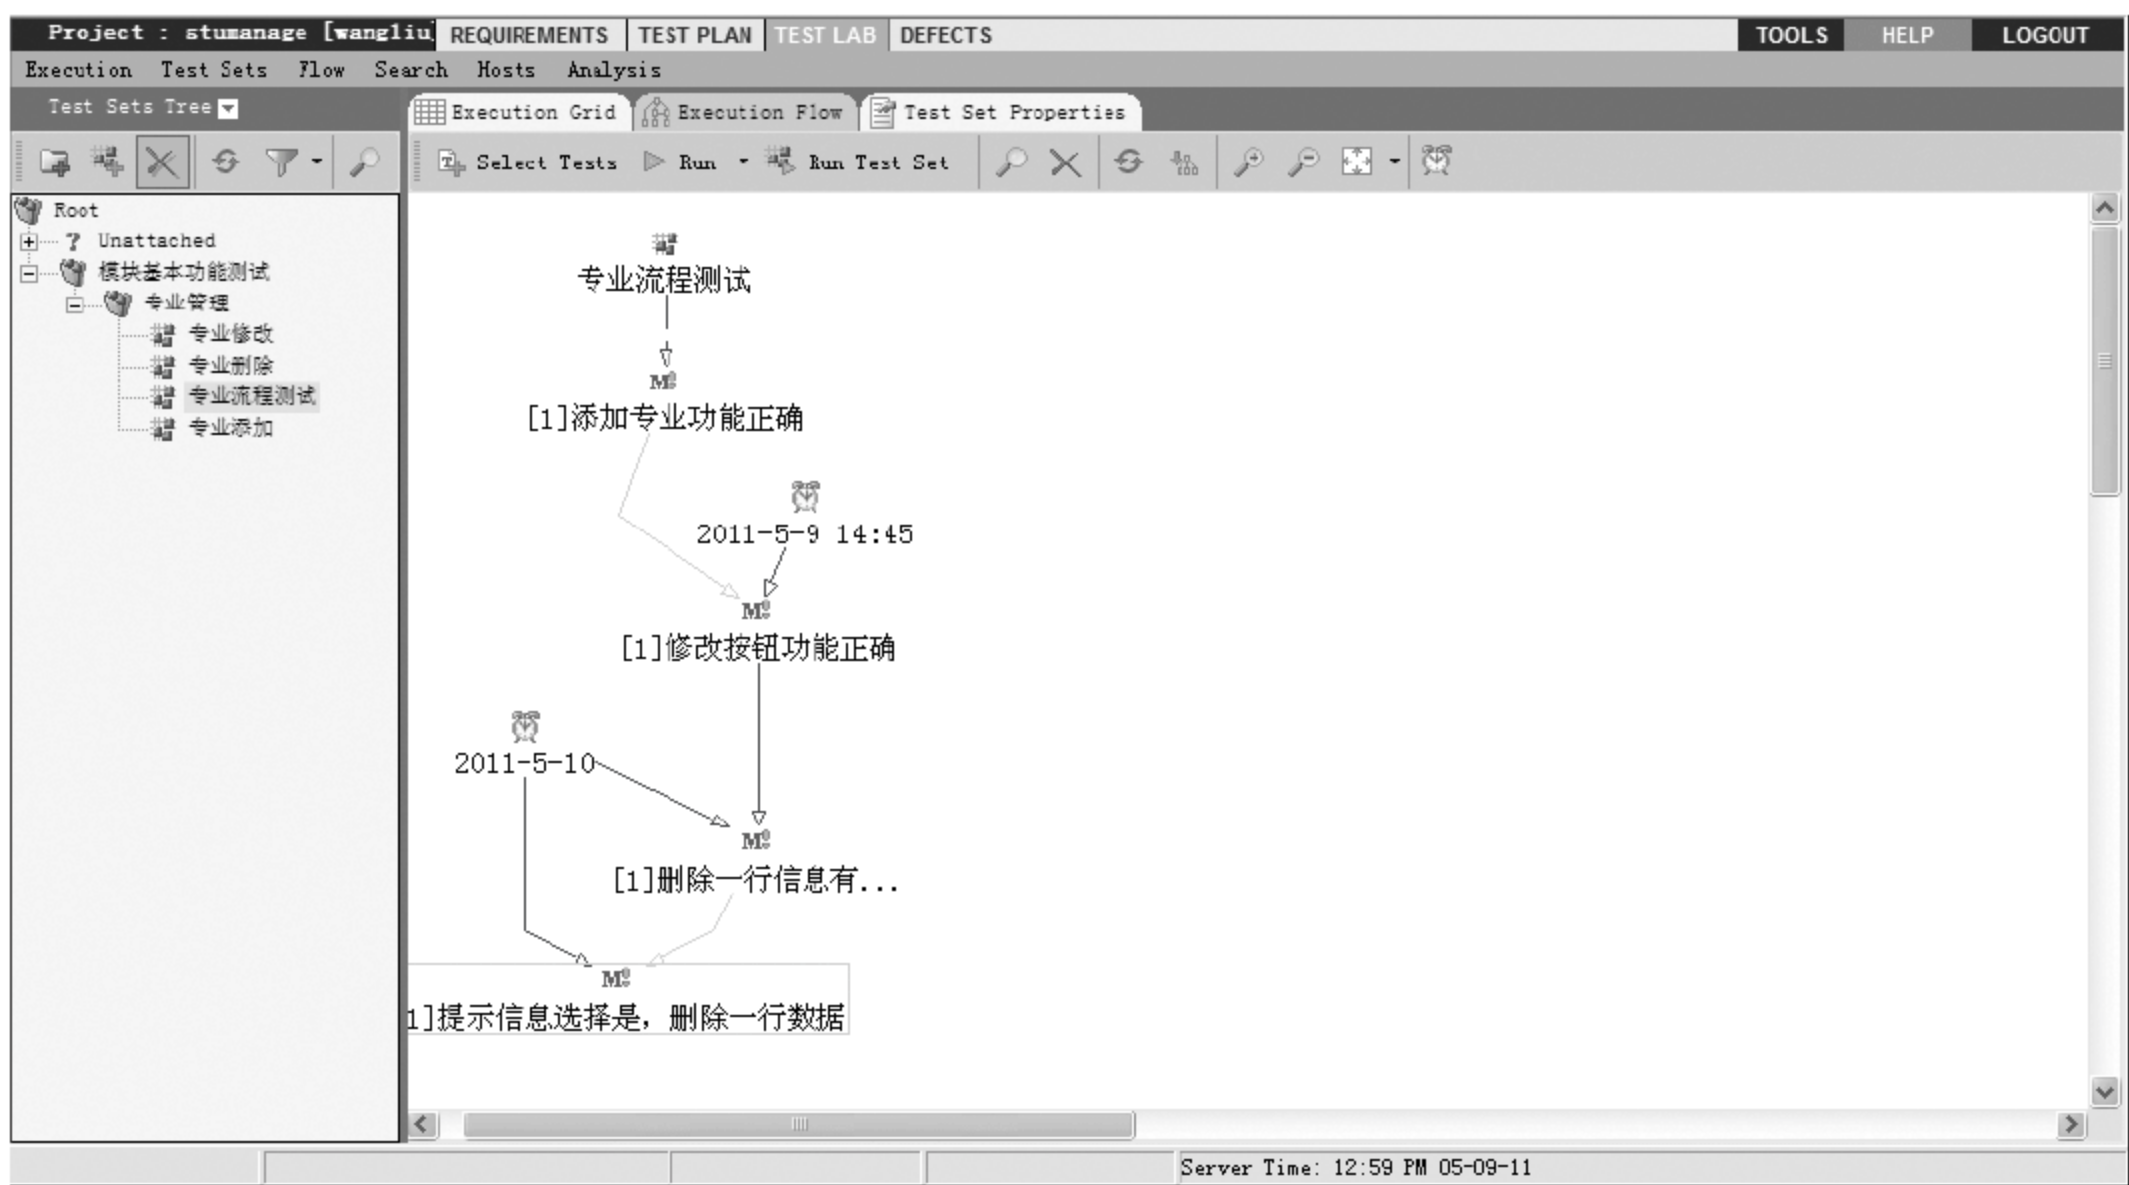 Project : stumanage [wangliu
REQUIREMENTS
TEST PLAN
TEST LAB
DEFECTS
TOOLS
HELP
LOGOUT
Execution Test Sets Flow Search Hosts Analysis
Test Sets Tree
Execution Grid
Execution Flow
Test Set Properties
Select Tests
Run
Run Test Set
Root
Unattached
模块基本功能测试
专业管理
专业修改
专业删除
专业流程测试
专业添加
专业流程测试
[1]添加专业功能正确
2011-5-9 14:45
[1]修改按钮功能正确
2011-5-10
[1]删除一行信息有...
1]提示信息选择是，删除一行数据
Server Time: 12:59 PM 05-09-11